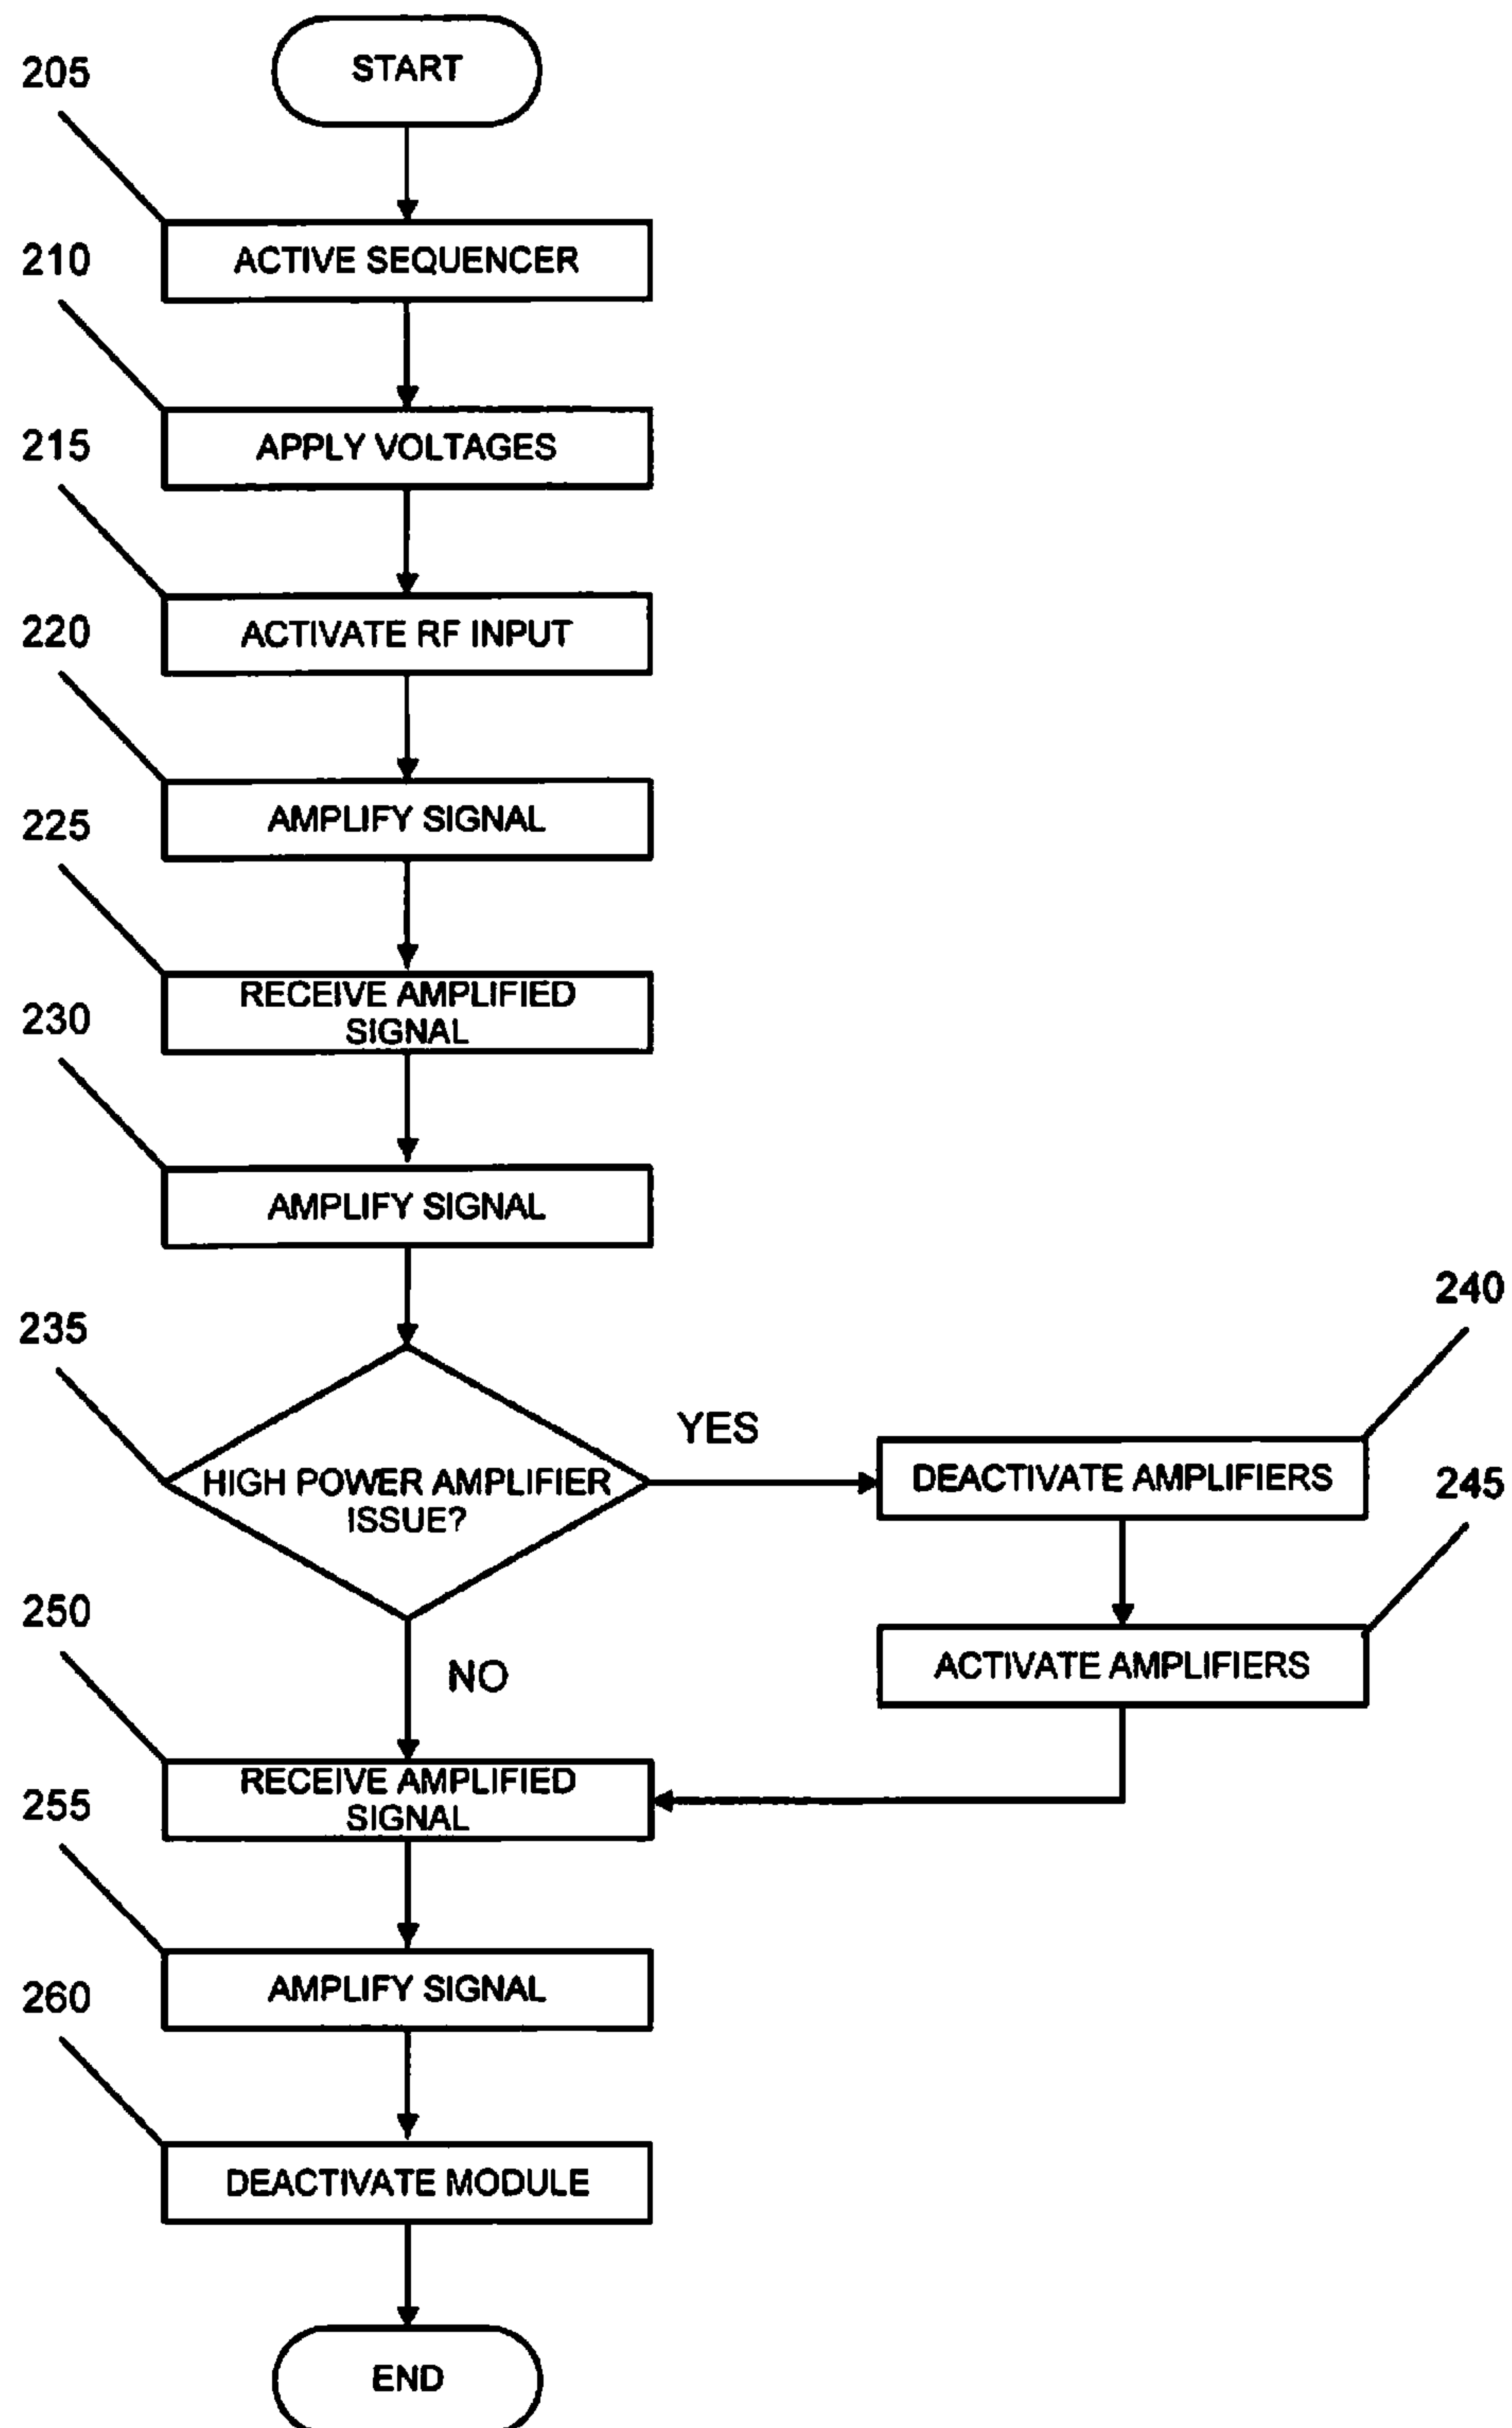 START
205
ACTIVE SEQUENCER
210
APPLY VOLTAGES
215
ACTIVATE RF INPUT
220
AMPLIFY SIGNAL
225
RECEIVE AMPLIFIED
SIGNAL
230
AMPLIFY SIGNAL
235
HIGH POWER AMPLIFIER
ISSUE?
YES
240
DEACTIVATE AMPLIFIERS
245
ACTIVATE AMPLIFIERS
NO
250
RECEIVE AMPLIFIED
SIGNAL
255
AMPLIFY SIGNAL
260
DEACTIVATE MODULE
END